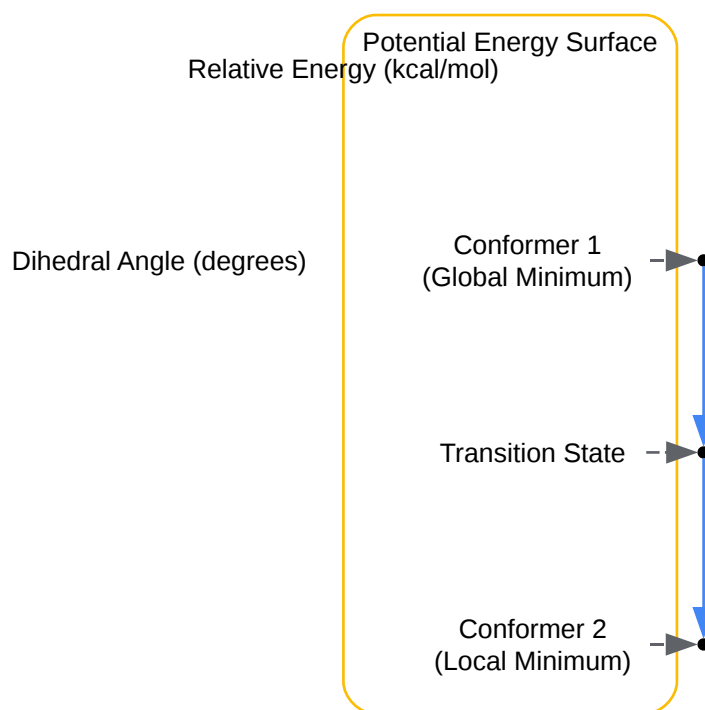 Potential Energy Surface
Relative Energy (kcal/mol)
Conformer 1
(Global Minimum)
Dihedral Angle (degrees)
Transition State
Conformer 2
(Local Minimum)